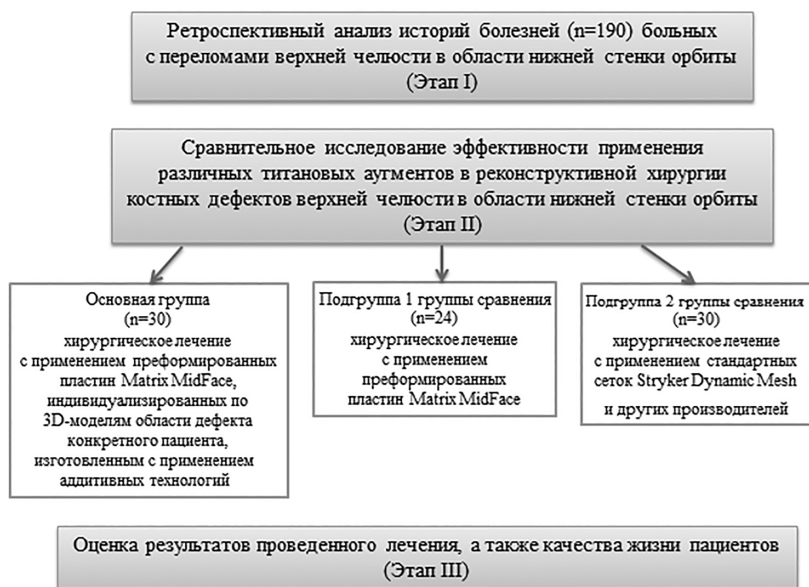 Ретроспективный анализ историй болезней (n=190) больных
с переломами верхней челюсти в области нижней стенки орбиты
(Этап I)
Сравнительное исследование эффективности применения
различных титановых аугментов в реконструктивной хирургии
костных дефектов верхней челюсти в области нижней стенки орбиты
(Этап II)
Основная группа
(n=30)
хирургическое лечение
с применением преформированных
пластин Matrix MidFace,
индивидуализированных по
3D-моделям области дефекта
конкретного пациента,
изготовленным с применением
аддитивных технологий
Подгруппа 1 группы сравнения
(n=24)
хирургическое лечение
с применением
преформированных
пластин Matrix MidFace
Подгруппа 2 группы сравнения
(n=30)
хирургическое лечение
с применением стандартных
сеток Stryker Dynamic Mesh
и других производителей
Оценка результатов проведенного лечения, а также качества жизни пациентов
(Этап III)